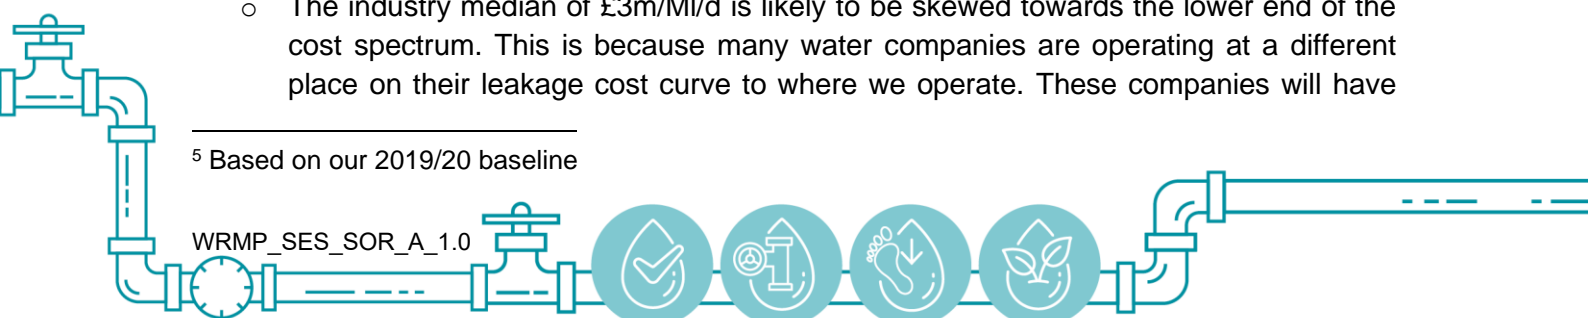 ○ The industry median of £3m/Ml/d is likely to be skewed towards the lower end of the
cost spectrum. This is because many water companies are operating at a different
place on their leakage cost curve to where we operate. These companies will have
5 Based on our 2019/20 baseline
WRMP_SES_SOR_A_1.0